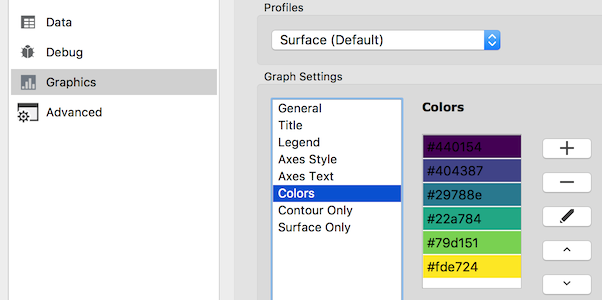 Data
Debug
Graphics
Advanced
Profiles
Surface (Default)
Graph Settings
General
Title
Legend
Axes Style
Axes Text
Colors
Contour Only
Surface Only
Colors
#440154
#404387
#29788e
#22a784
#79d151
#fde724